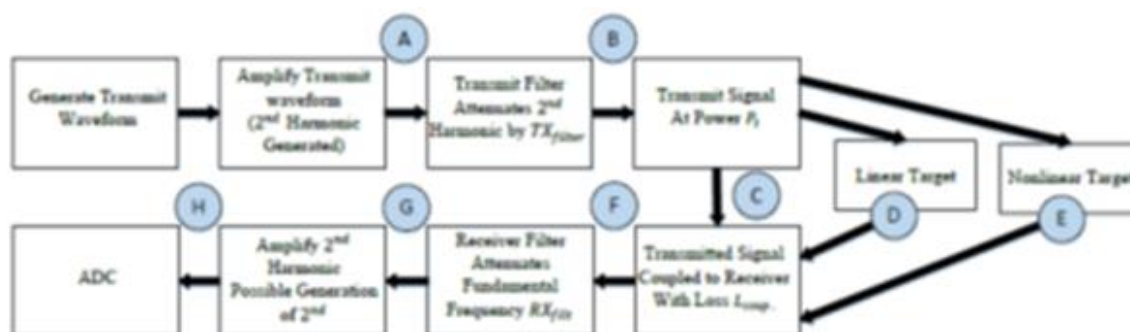 A
B
Generate Transmit
Waveform
Amplify Transmit
waveform
(2nd Harmonic
Generated)
Transmit Filter
Attenuates 2nd
Harmonic by TXfilter
Transmit Signal
At Power Pt
Linear Target
Nonlinear Target
C
D
E
H
G
F
ADC
Amplify 2nd
Harmonic
Possible Generation
of 2nd
Receiver Filter
Attenuates
Fundamental
Frequency RXfilt
Transmitted Signal
Coupled to Receiver
With Loss Lcoup.